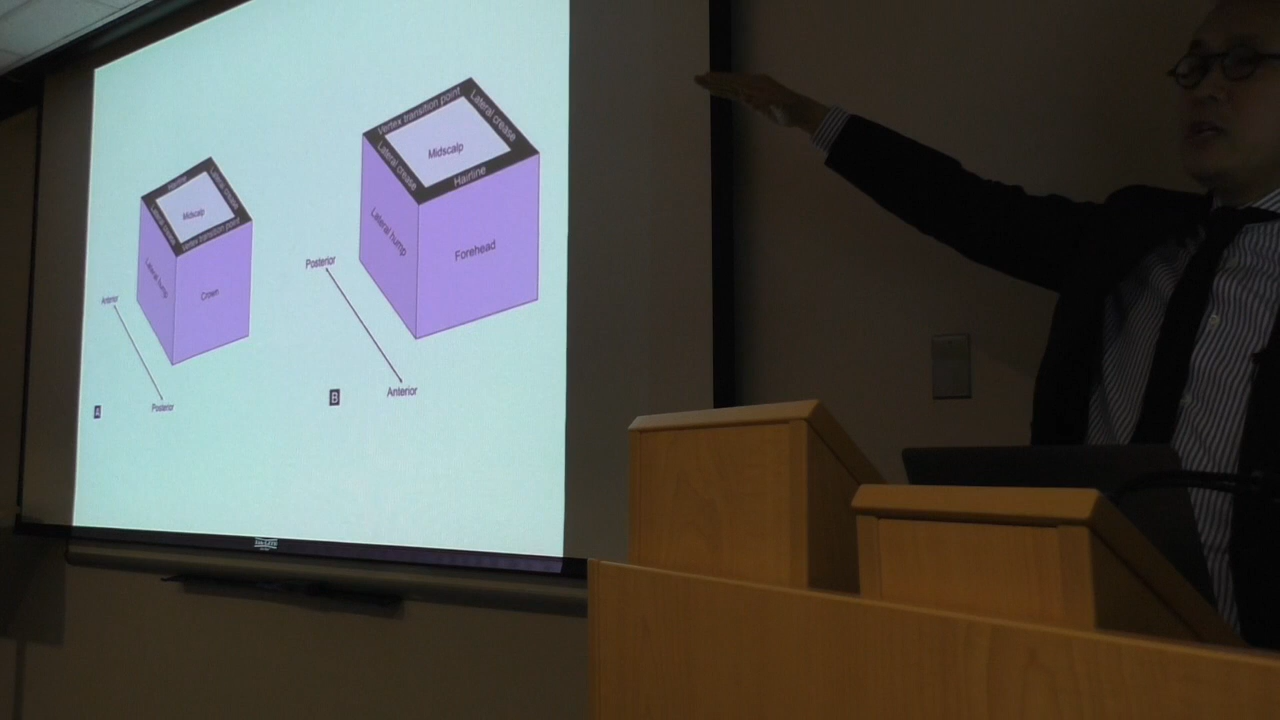 Hairline
Lateral crease
Midscalp
Lateral crease
Vertex transition point
Lateral hump
Crown
Anterior
Posterior
A
Vertex transition point
Lateral crease
Midscalp
Lateral crease
Hairline
Lateral hump
Forehead
Posterior
Anterior
B